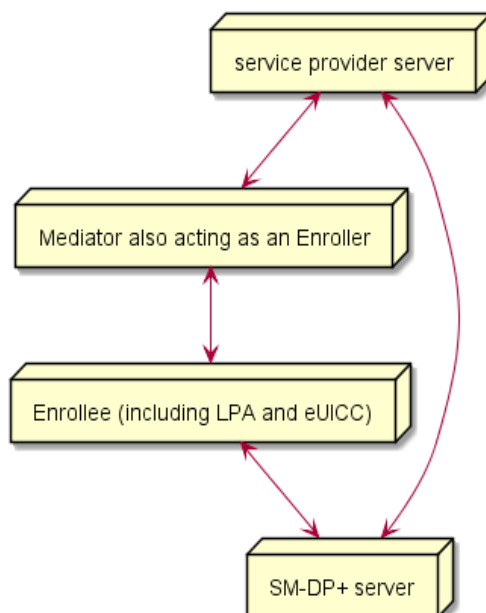 service provider server
Mediator also acting as an Enroller
Enrollee (including LPA and eUICC)
SM-DP+ server